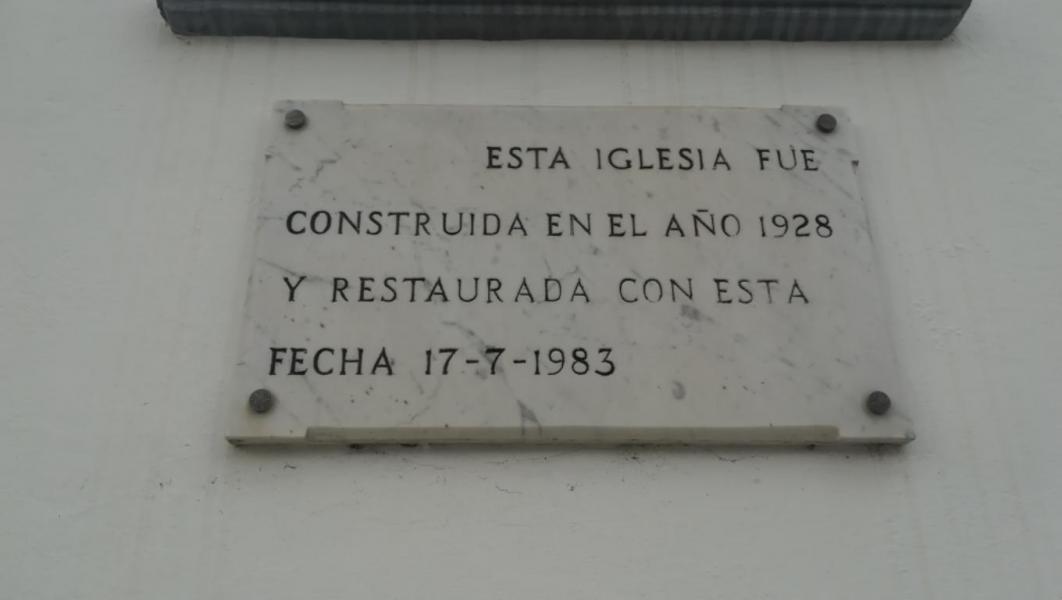 ESTA IGLESIA FUE
CONSTRUIDA EN EL AÑO 1928
Y RESTAURADA CON ESTA
FECHA 17-7-1983